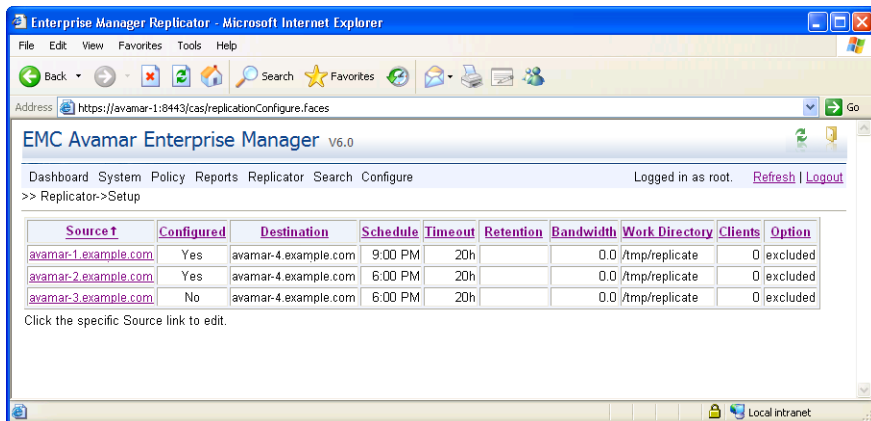 Enterprise Manager Replicator - Microsoft Internet Explorer
File Edit View Favorites Tools Help
Back Search Favorites
Address https://avamar-1:8443/cas/replicationConfigure.faces Go
EMC Avamar Enterprise Manager V6.0
Dashboard System Policy Reports Replicator Search Configure Logged in as root. Refresh | Logout
>> Replicator->Setup
Source↑ Configured Destination Schedule Timeout Retention Bandwidth Work Directory Clients Option
avamar-1.example.com Yes avamar-4.example.com 9:00 PM 20h 0.0 /tmp/replicate 0 excluded
avamar-2.example.com Yes avamar-4.example.com 6:00 PM 20h 0.0 /tmp/replicate 0 excluded
avamar-3.example.com No avamar-4.example.com 6:00 PM 20h 0.0 /tmp/replicate 0 excluded
Click the specific Source link to edit.
Local intranet